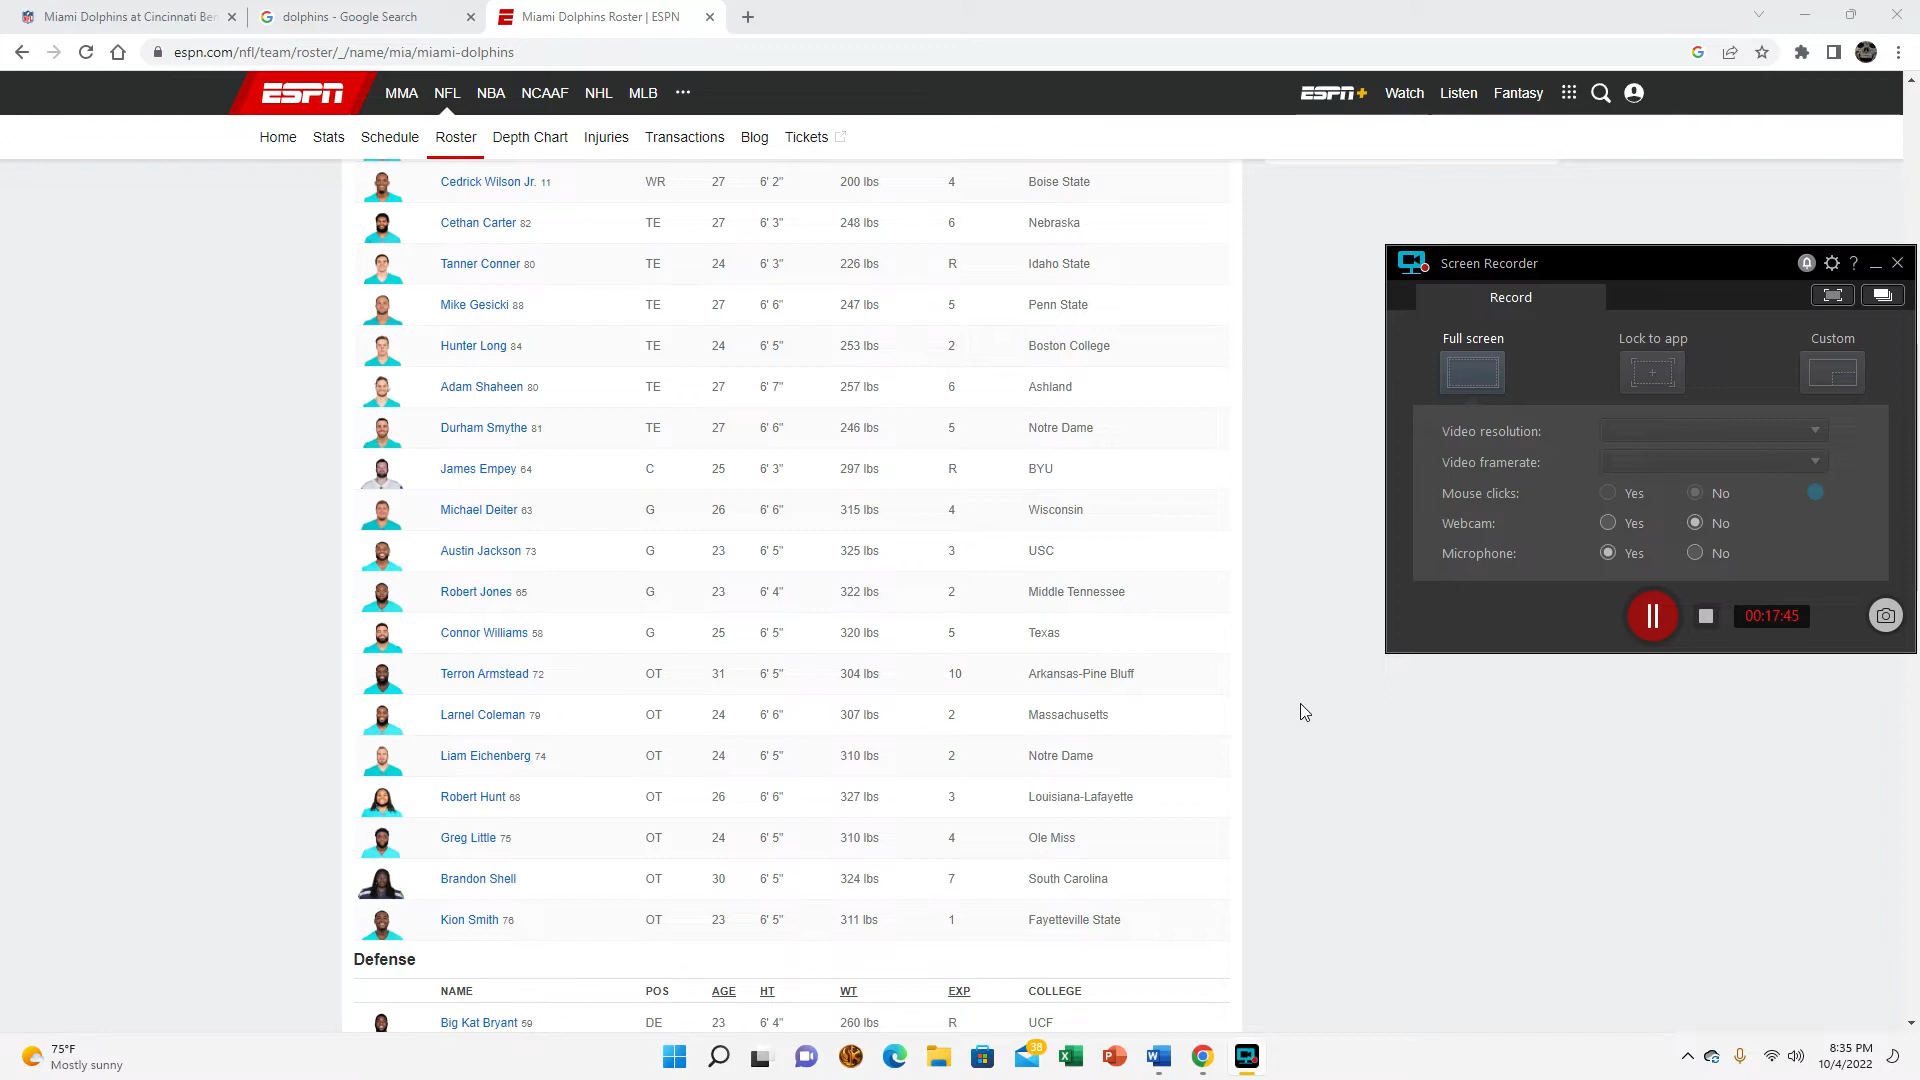 Miami Dolphins at Cincinnati Ben
dolphins - Google Search
Miami Dolphins Roster | ESPN
espn.com/nfl/team/roster/_/name/mia/miami-dolphins
ESPN MMA NFL NBA NCAAF NHL MLB ESPN+ Watch Listen Fantasy
Home Stats Schedule Roster Depth Chart Injuries Transactions Blog Tickets
Cedrick Wilson Jr. 11 WR 27 6' 2" 200 lbs 4 Boise State
Cethan Carter 82 TE 27 6' 3" 248 lbs 6 Nebraska
Tanner Conner 80 TE 24 6' 3" 226 lbs R Idaho State
Mike Gesicki 88 TE 27 6' 6" 247 lbs 5 Penn State
Hunter Long 84 TE 24 6' 5" 253 lbs 2 Boston College
Adam Shaheen 80 TE 27 6' 7" 257 lbs 6 Ashland
Durham Smythe 81 TE 27 6' 6" 246 lbs 5 Notre Dame
James Empey 64 C 25 6' 3" 297 lbs R BYU
Michael Deiter 63 G 26 6' 6" 315 lbs 4 Wisconsin
Austin Jackson 73 G 23 6' 5" 325 lbs 3 USC
Robert Jones 65 G 23 6' 4" 322 lbs 2 Middle Tennessee
Connor Williams 58 G 25 6' 5" 320 lbs 5 Texas
Terron Armstead 72 OT 31 6' 5" 304 lbs 10 Arkansas-Pine Bluff
Larnel Coleman 79 OT 24 6' 6" 307 lbs 2 Massachusetts
Liam Eichenberg 74 OT 24 6' 5" 310 lbs 2 Notre Dame
Robert Hunt 68 OT 26 6' 6" 327 lbs 3 Louisiana-Lafayette
Greg Little 75 OT 24 6' 5" 310 lbs 4 Ole Miss
Brandon Shell OT 30 6' 5" 324 lbs 7 South Carolina
Kion Smith 76 OT 23 6' 5" 311 lbs 1 Fayetteville State
Defense
NAME POS AGE HT WT EXP COLLEGE
Big Kat Bryant 59 DE 23 6' 4" 260 lbs R UCF
Screen Recorder
Record
Full screen Lock to app Custom
Video resolution:
Video framerate:
Mouse clicks: Yes No
Webcam: Yes No
Microphone: Yes No
00:17:45
75°F
Mostly sunny
38
8:35 PM
10/4/2022